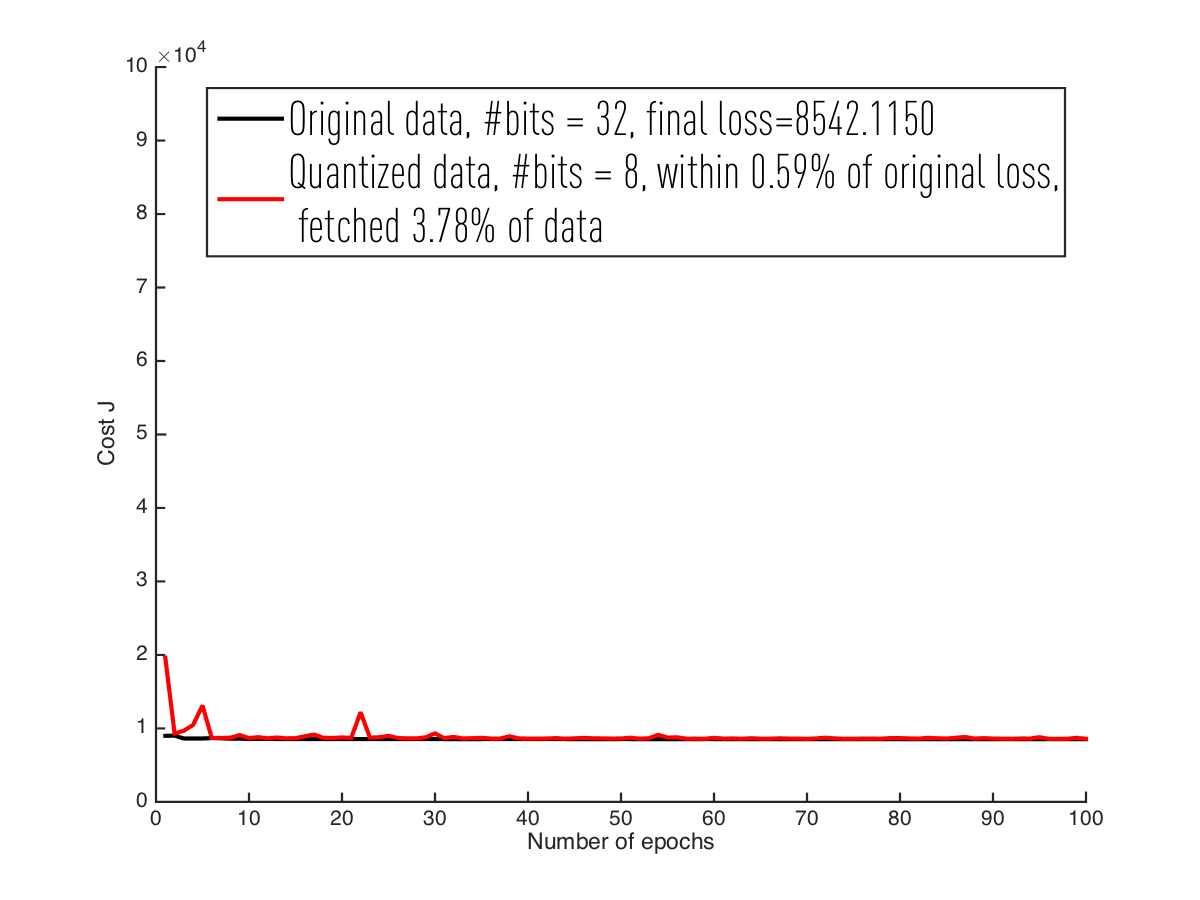 ×10^4
10
9
8
7
6
5
4
3
2
1
0
Cost J
Original data, #bits = 32, final loss=8542.1150
Quantized data, #bits = 8, within 0.59% of original loss,
fetched 3.78% of data
0 10 20 30 40 50 60 70 80 90 100
Number of epochs